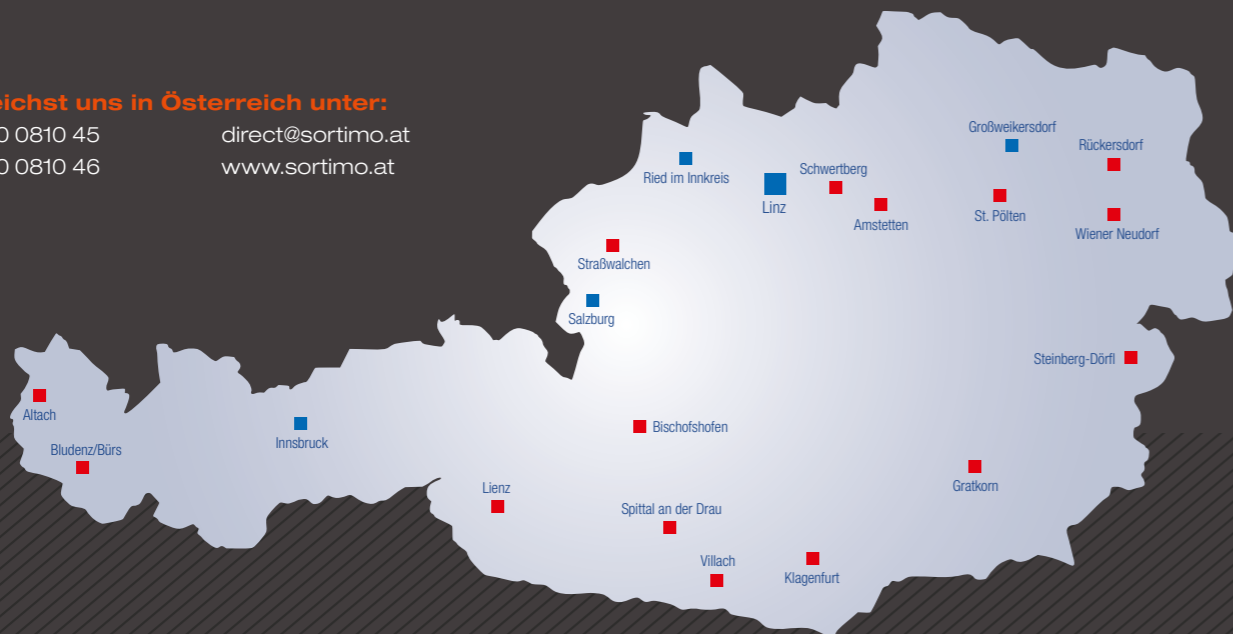 eichst uns in Österreich unter:
0 0810 45 direct@sortimo.at
0 0810 46 www.sortimo.at
Großweikersdorf
Rückersdorf
Ried im Innkreis
Schwertberg
Linz
Amstetten
St. Pölten
Wiener Neudorf
Straßwalchen
Salzburg
Steinberg-Dörfl
Altach
Bischofshofen
Innsbruck
Bludenz/Bürs
Lienz
Gratkorn
Spittal an der Drau
Villach
Klagenfurt